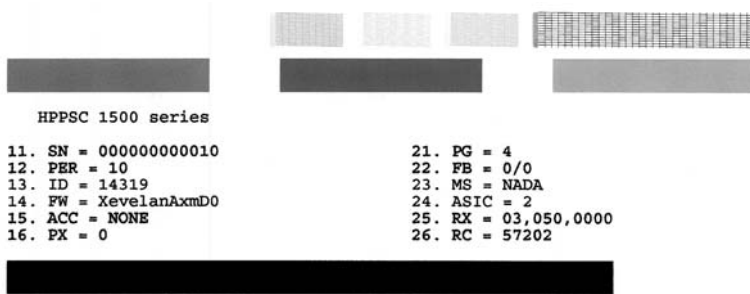 HPPSC 1500 series
11. SN = 000000000010
12. PER = 10
13. ID = 14319
14. FW = XevelanAxmD0
15. ACC = NONE
16. PX = 0
21. PG = 4
22. FB = 0/0
23. MS = NADA
24. ASIC = 2
25. RX = 03,050,0000
26. RC = 57202